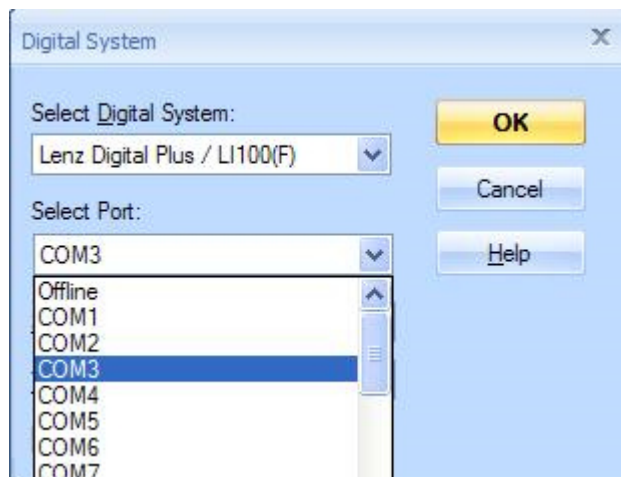 Digital System
Select Digital System:
OK
Lenz Digital Plus / LI100(F)
Cancel
Select Port:
COM3
Help
Offline
COM1
COM2
COM3
COM4
COM5
COM6
COM7